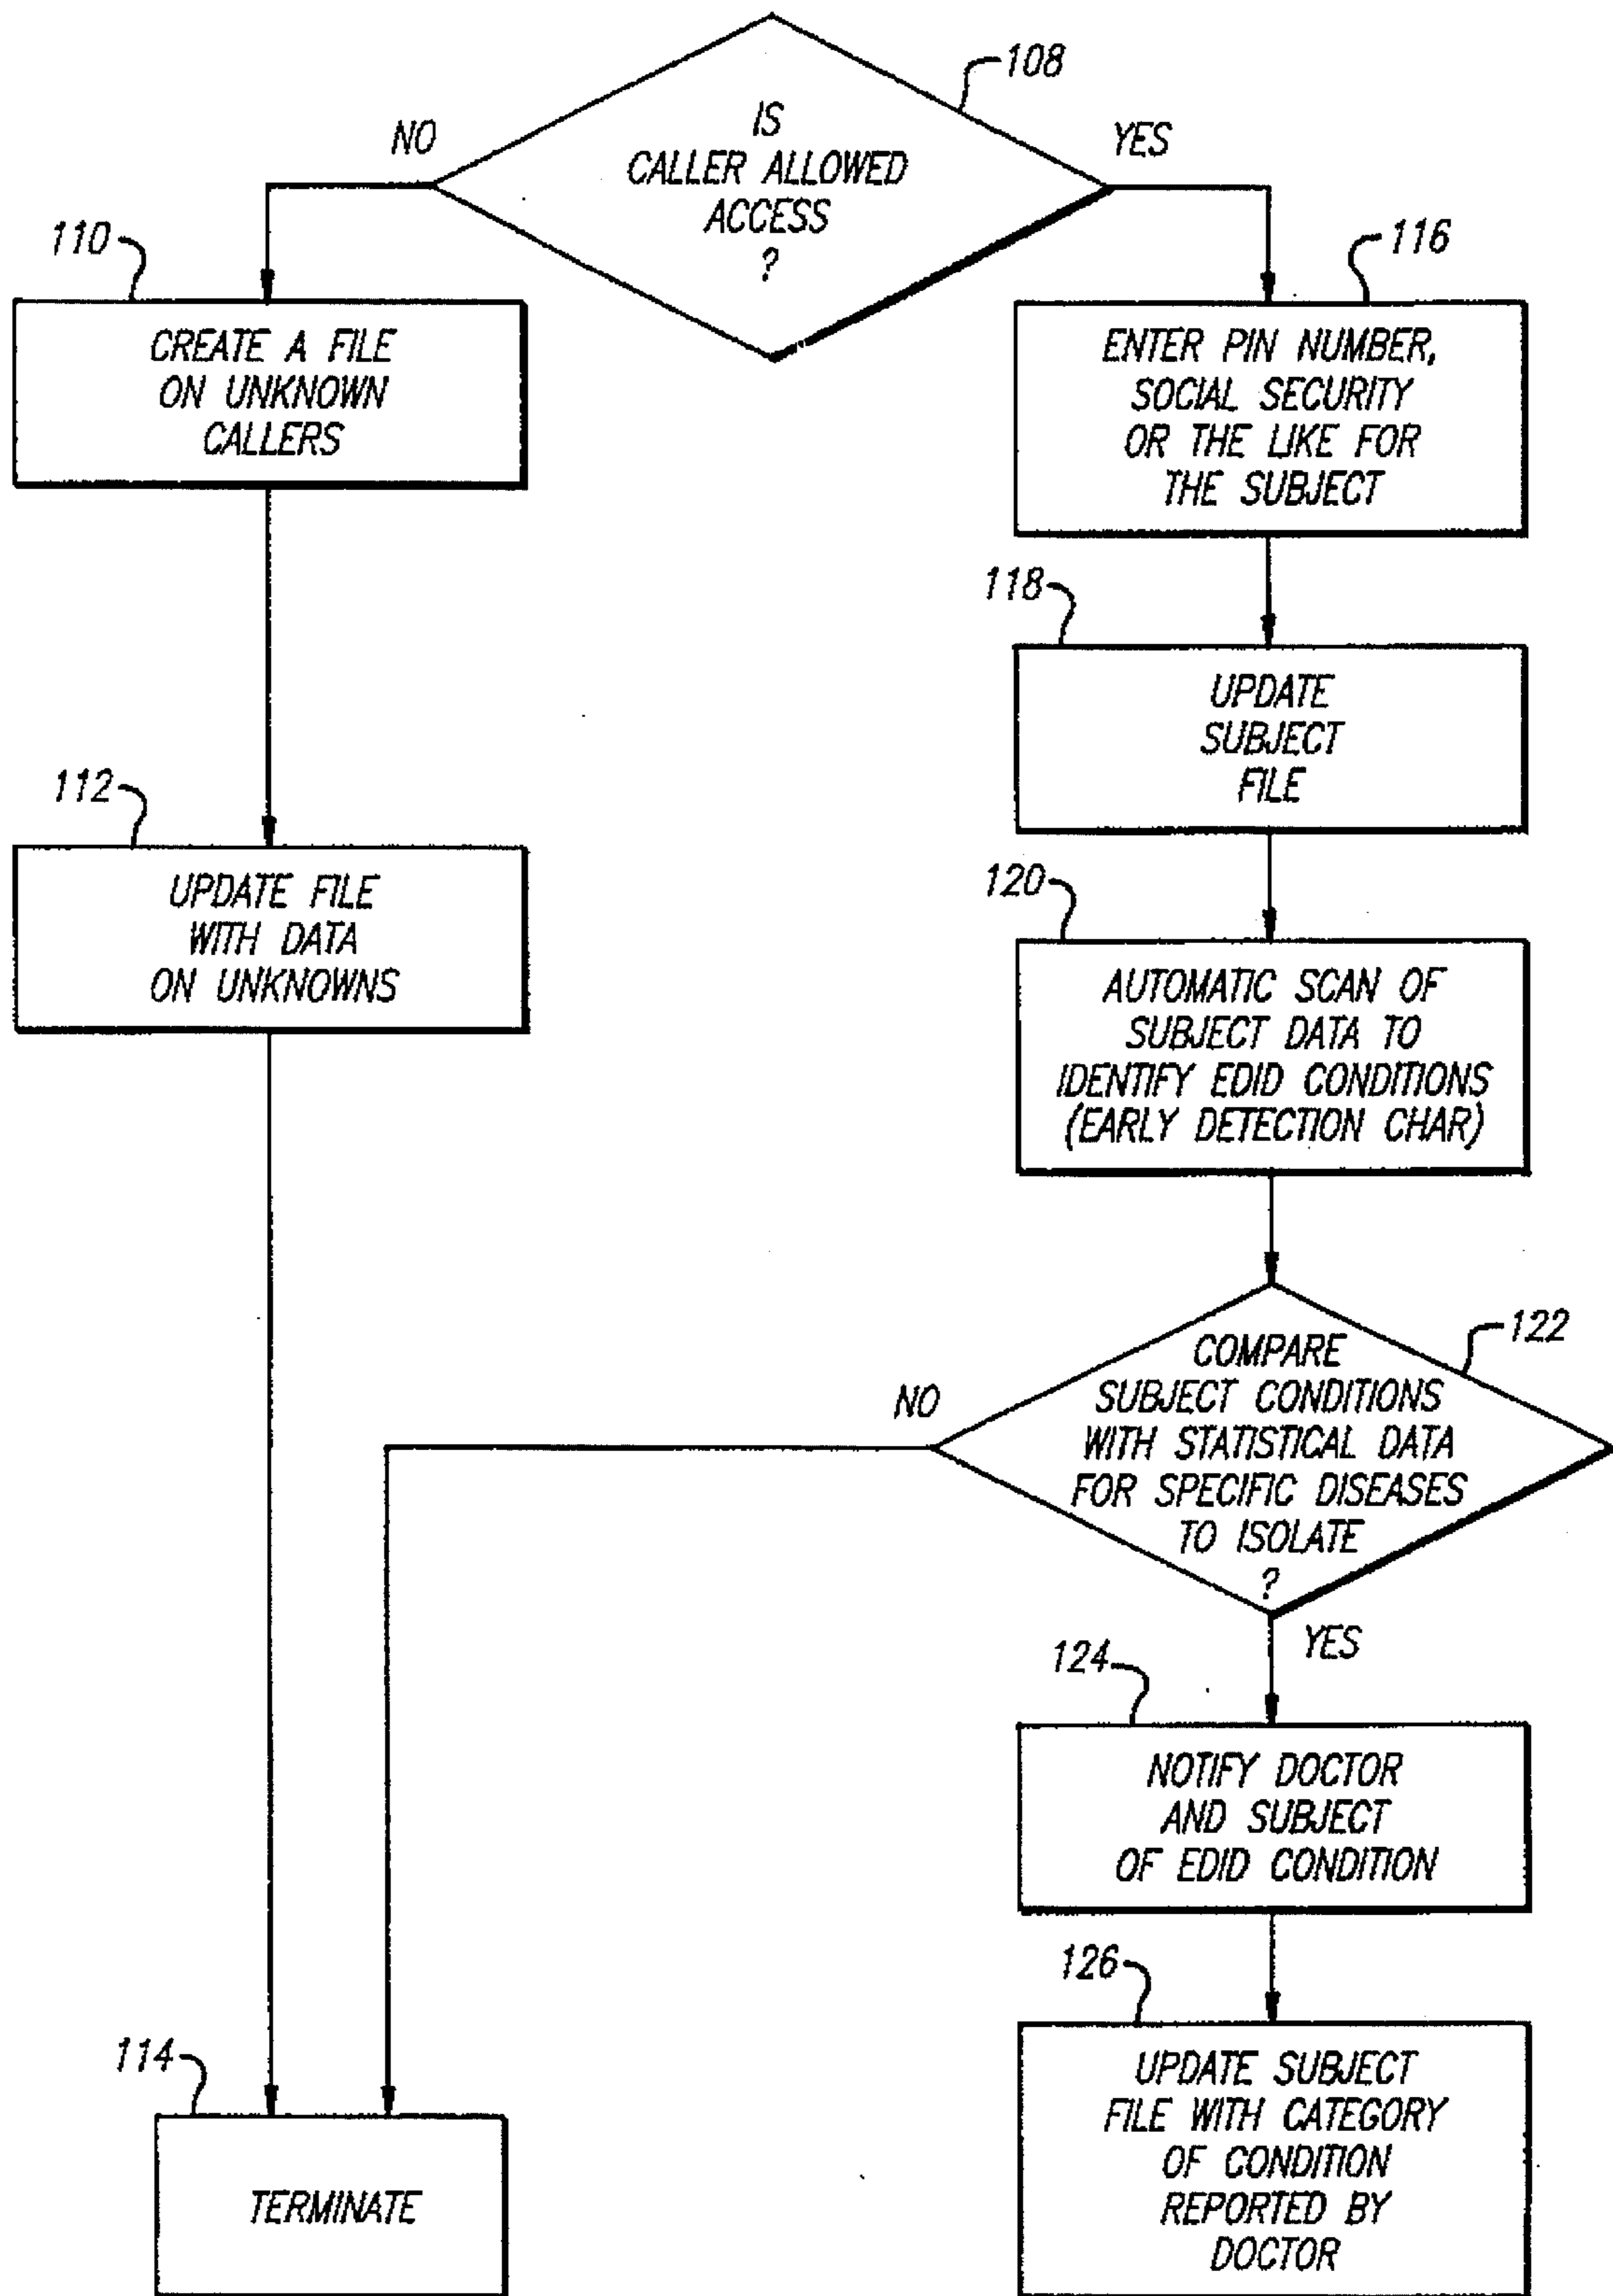 108
IS
CALLER ALLOWED
ACCESS
?
NO
YES
110
CREATE A FILE
ON UNKNOWN
CALLERS
116
ENTER PIN NUMBER,
SOCIAL SECURITY
OR THE LIKE FOR
THE SUBJECT
118
UPDATE
SUBJECT
FILE
112
UPDATE FILE
WITH DATA
ON UNKNOWNS
120
AUTOMATIC SCAN OF
SUBJECT DATA TO
IDENTIFY EDID CONDITIONS
(EARLY DETECTION CHAR)
122
COMPARE
SUBJECT CONDITIONS
WITH STATISTICAL DATA
FOR SPECIFIC DISEASES
TO ISOLATE
?
NO
YES
124
NOTIFY DOCTOR
AND SUBJECT
OF EDID CONDITION
126
UPDATE SUBJECT
FILE WITH CATEGORY
OF CONDITION
REPORTED BY
DOCTOR
114
TERMINATE